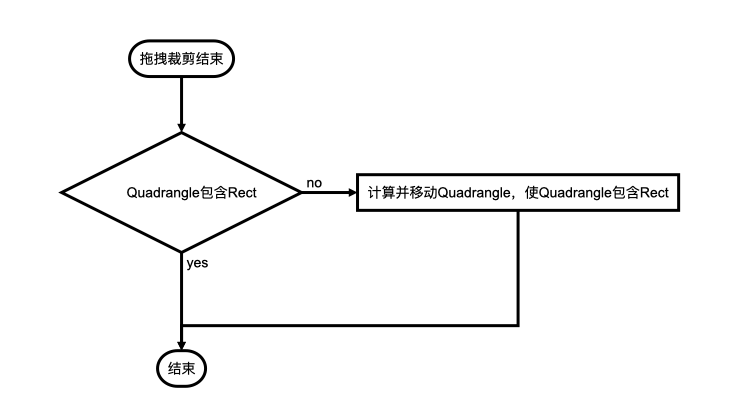 拖拽裁剪结束
Quadrangle包含Rect
no
计算并移动Quadrangle，使Quadrangle包含Rect
yes
结束